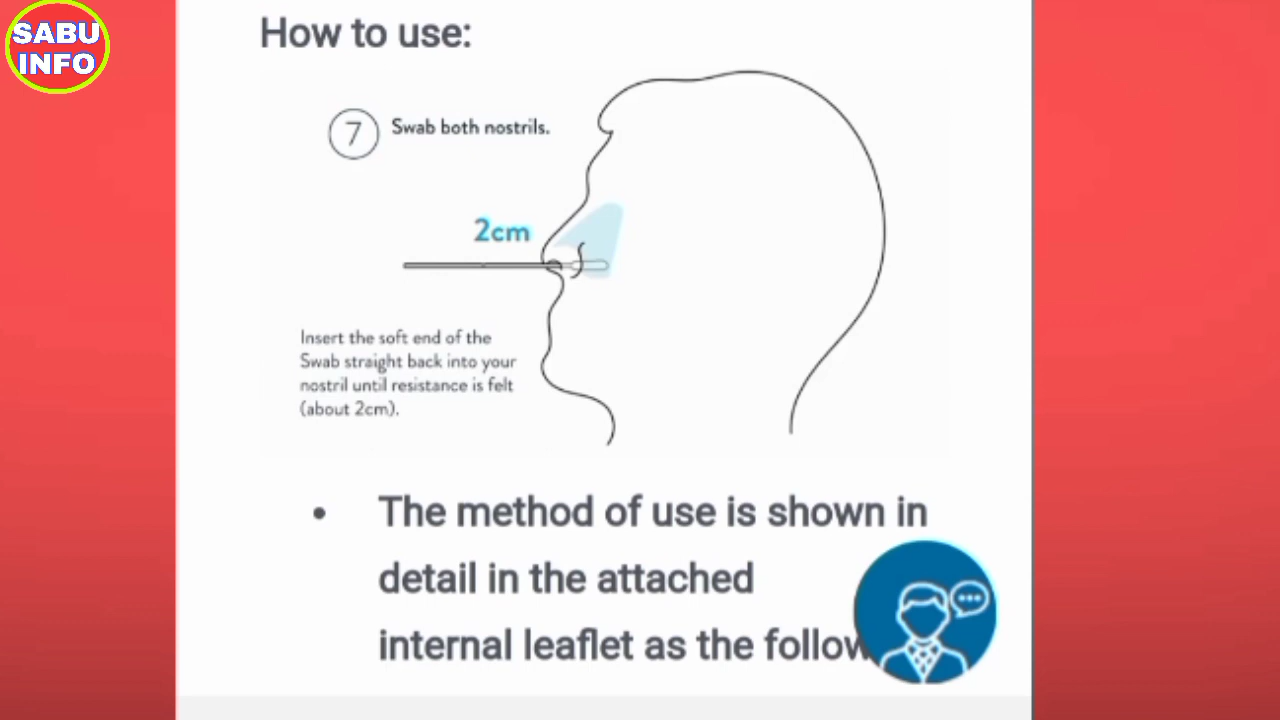 SABU
INFO
How to use:
7 Swab both nostrils.
2cm
Insert the soft end of the
Swab straight back into your
nostril until resistance is felt
(about 2cm).
• The method of use is shown in
detail in the attached
internal leaflet as the